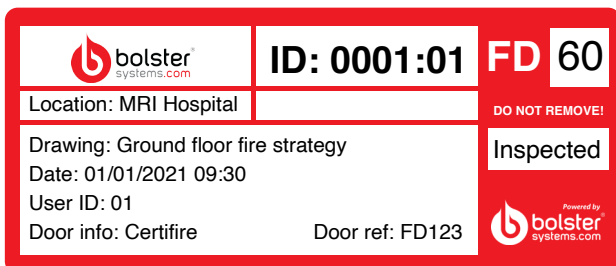 bolster
systems.com
ID: 0001:01
FD 60
Location: MRI Hospital
DO NOT REMOVE!
Drawing: Ground floor fire strategy
Date: 01/01/2021 09:30
User ID: 01
Door info: Certifire Door ref: FD123
Inspected
Powered by
bolster
systems.com